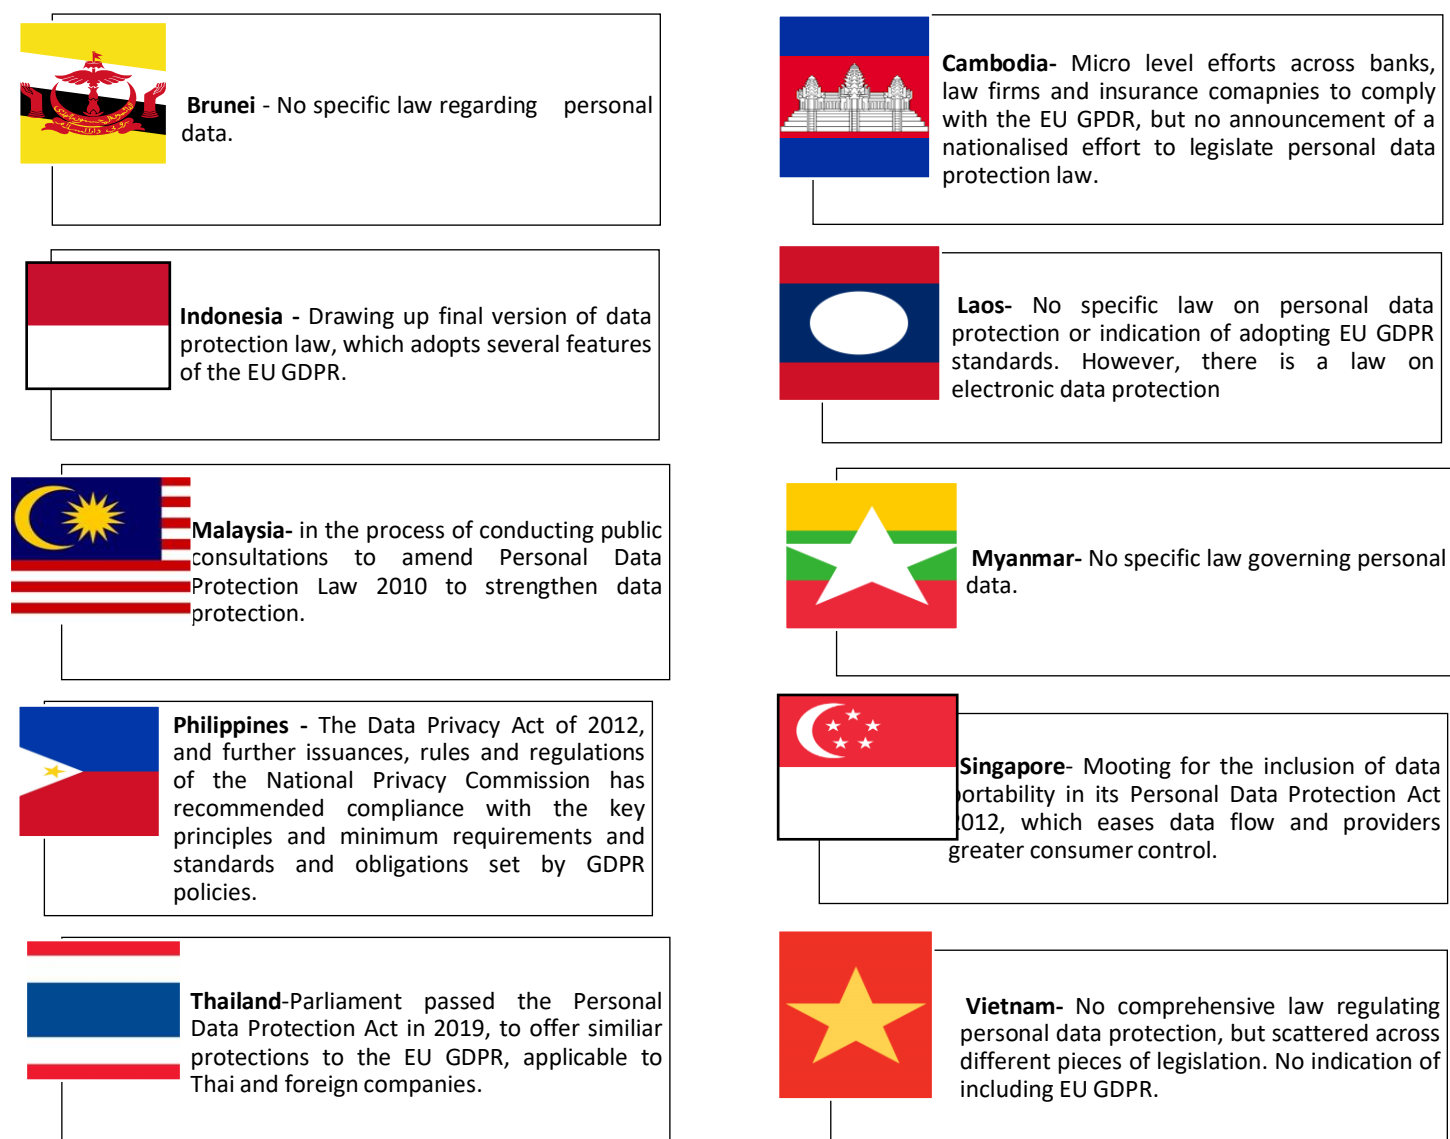 Brunei - No specific law regarding personal
data.
Cambodia- Micro level efforts across banks,
law firms and insurance comapnies to comply
with the EU GPDR, but no announcement of a
nationalised effort to legislate personal data
protection law.
Indonesia - Drawing up final version of data
protection law, which adopts several features
of the EU GDPR.
Laos- No specific law on personal data
protection or indication of adopting EU GDPR
standards. However, there is a law on
electronic data protection
Malaysia- in the process of conducting public
consultations to amend Personal Data
Protection Law 2010 to strengthen data
protection.
Myanmar- No specific law governing personal
data.
Philippines - The Data Privacy Act of 2012,
and further issuances, rules and regulations
of the National Privacy Commission has
recommended compliance with the key
principles and minimum requirements and
standards and obligations set by GDPR
policies.
Singapore- Mooting for the inclusion of data
portability in its Personal Data Protection Act
2012, which eases data flow and providers
greater consumer control.
Thailand-Parliament passed the Personal
Data Protection Act in 2019, to offer similiar
protections to the EU GDPR, applicable to
Thai and foreign companies.
Vietnam- No comprehensive law regulating
personal data protection, but scattered across
different pieces of legislation. No indication of
including EU GDPR.